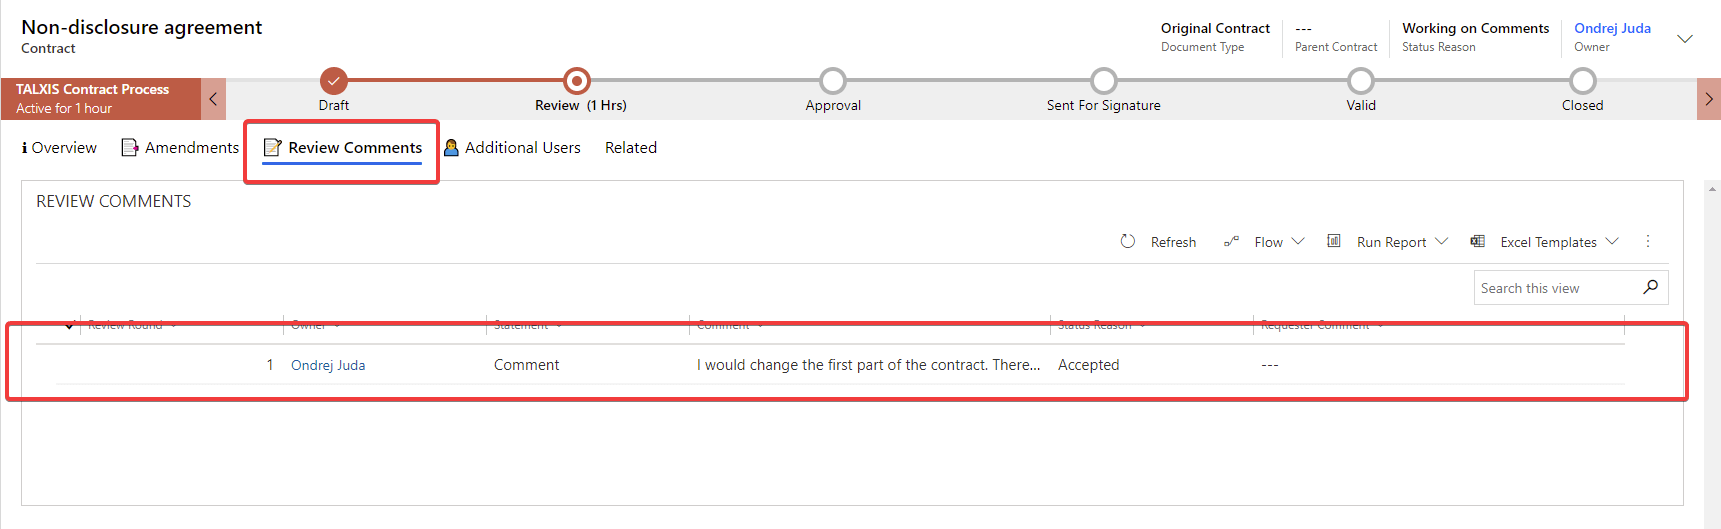 Non-disclosure agreement
Contract
Original Contract
Document Type
---
Parent Contract
Working on Comments
Status Reason
Ondrej Juda
Owner
TALXIS Contract Process
Active for 1 hour
Draft
Review (1 Hrs)
Approval
Sent For Signature
Valid
Closed
Overview
Amendments
Review Comments
Additional Users
Related
REVIEW COMMENTS
Refresh
Flow
Run Report
Excel Templates
Search this view
Review Round
Owner
Statement
Comment
Status Reason
Requester Comment
1
Ondrej Juda
Comment
I would change the first part of the contract. There...
Accepted
---